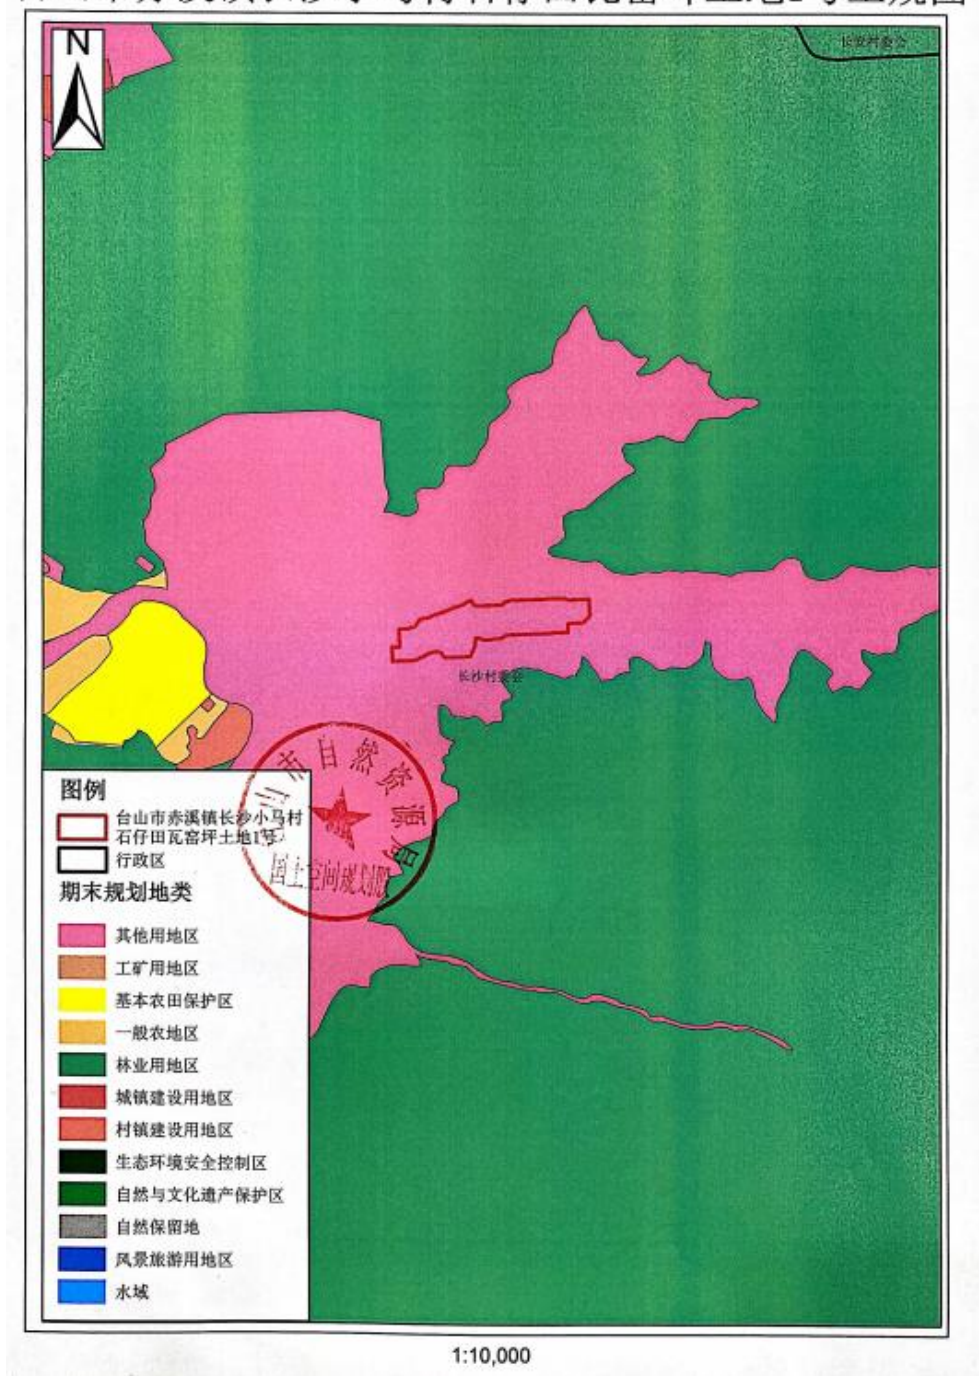 N
长安村委会
长沙村委会
图例
台山市赤溪镇长沙小马村
石仔田瓦窑坪土地1号
行政区
期末规划地类
其他用地区
工矿用地区
基本农田保护区
一般农地区
林业用地区
城镇建设用地区
村镇建设用地区
生态环境安全控制区
自然与文化遗产保护区
自然保留地
风景旅游用地区
水域
山市自然资源局
国土空间规划股
1:10,000